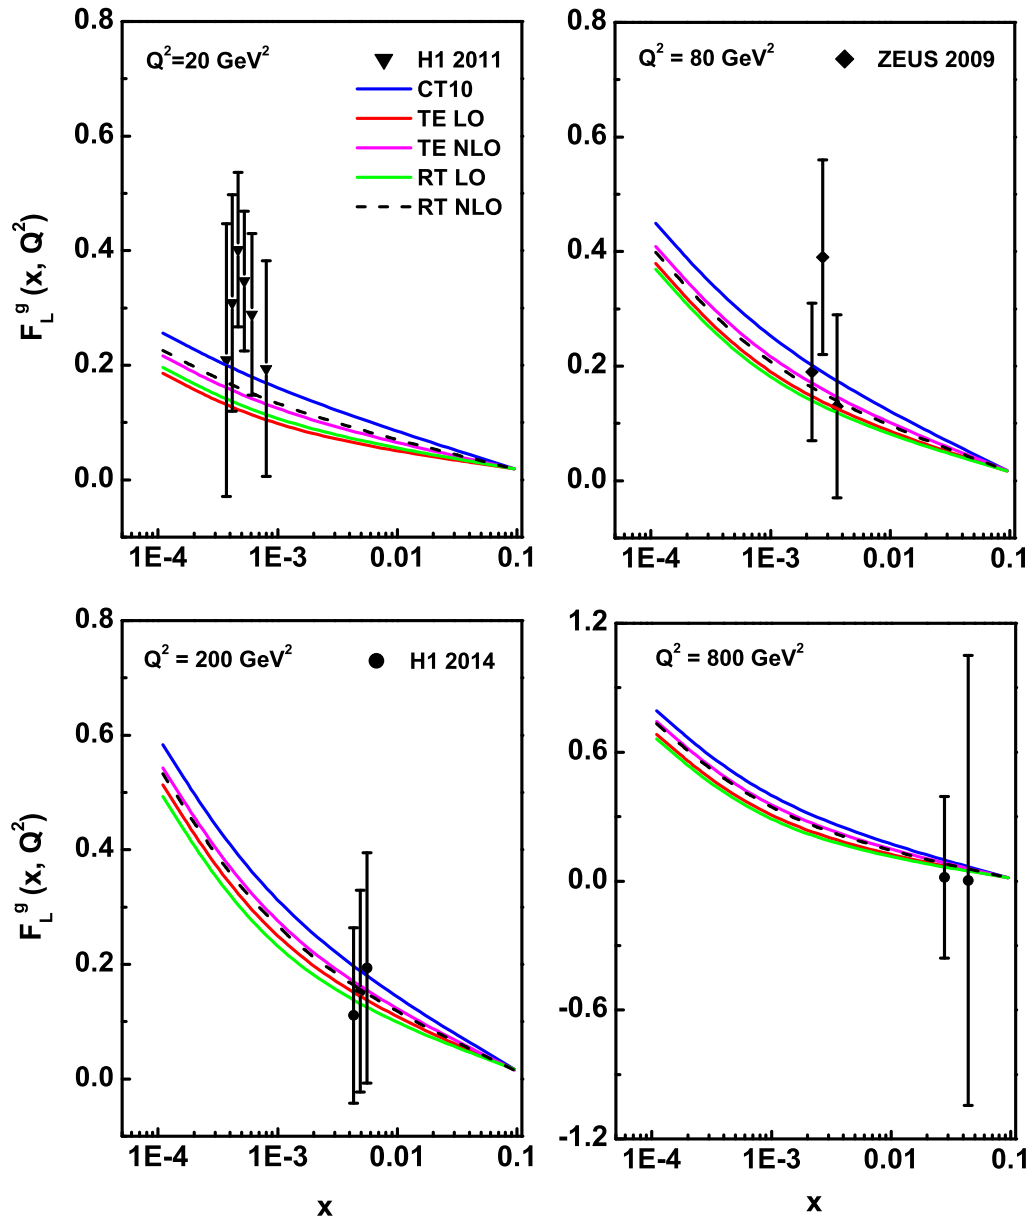 0.8
Q²=20 GeV²
H1 2011
CT10
TE LO
TE NLO
RT LO
RT NLO
0.6
0.4
0.2
0.0
F_L^g (x, Q²)
1E-4 1E-3 0.01 0.1
0.8
Q² = 80 GeV²
ZEUS 2009
0.6
0.4
0.2
0.0
1E-4 1E-3 0.01 0.1
0.8
Q² = 200 GeV²
H1 2014
0.6
0.4
0.2
0.0
F_L^g (x, Q²)
1E-4 1E-3 0.01 0.1
x
1.2
Q² = 800 GeV²
0.6
0.0
-0.6
-1.2
1E-4 1E-3 0.01 0.1
x